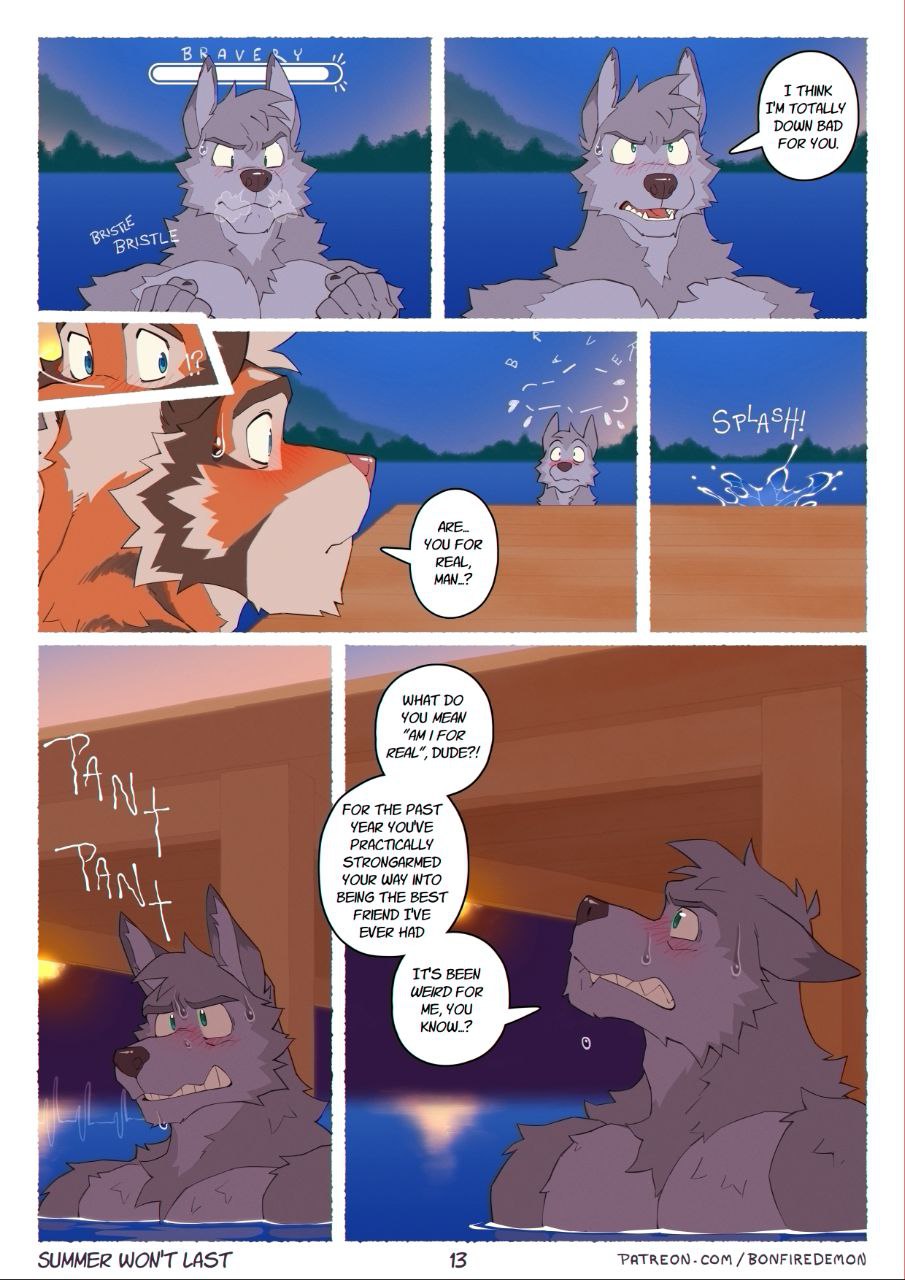 BRAVERY
BRISTLE
BRISTLE
I THINK
I'M TOTALLY
DOWN BAD
FOR YOU.
!?
BRAVERY
ARE...
YOU FOR
REAL,
MAN...?
SPLASH!
PANT
PANT
WHAT DO
YOU MEAN
"AM I FOR
REAL", DUDE?!
FOR THE PAST
YEAR YOU'VE
PRACTICALLY
STRONGARMED
YOUR WAY INTO
BEING THE BEST
FRIEND I'VE
EVER HAD
IT'S BEEN
WEIRD FOR
ME, YOU
KNOW..?
SUMMER WON'T LAST
13
PATREON.COM/BONFIREDEMON